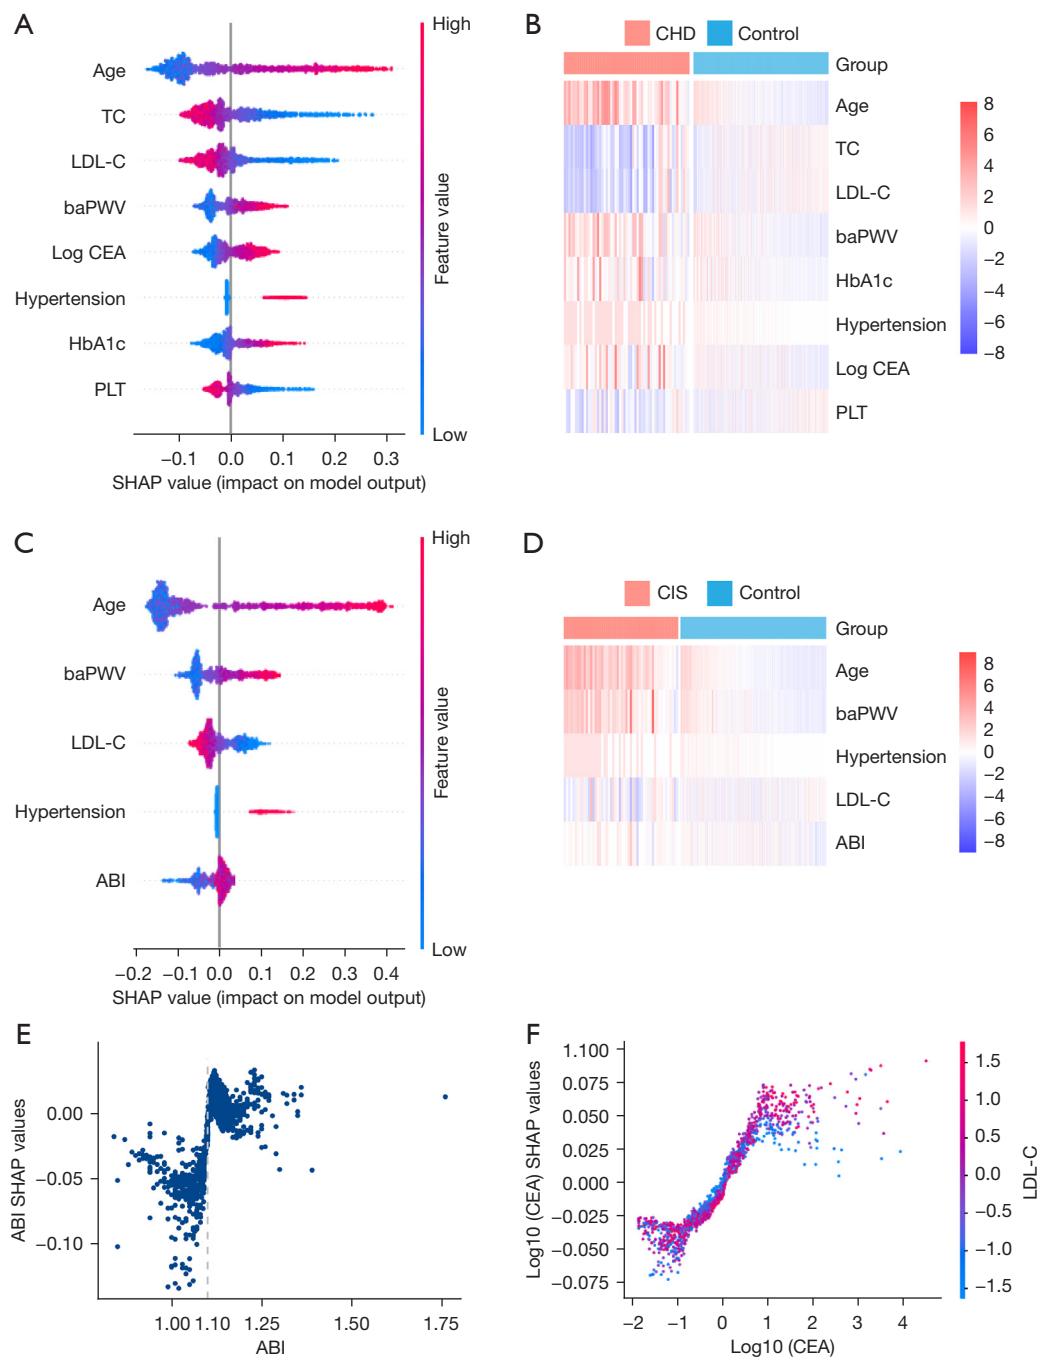 A
High
Age
TC
LDL-C
baPWV
Log CEA
Hypertension
HbA1c
PLT
Low
Feature value
−0.1 0.0 0.1 0.2 0.3
SHAP value (impact on model output)
B
CHD Control
Group
Age
TC
LDL-C
baPWV
HbA1c
Hypertension
Log CEA
PLT
8
6
4
2
0
−2
−4
−6
−8
C
High
Age
baPWV
LDL-C
Hypertension
ABI
Low
Feature value
−0.2 −0.1 0.0 0.1 0.2 0.3 0.4
SHAP value (impact on model output)
D
CIS Control
Group
Age
baPWV
Hypertension
LDL-C
ABI
8
6
4
2
0
−2
−4
−6
−8
E
ABI SHAP values
0.00
−0.05
−0.10
1.00 1.10 1.25 1.50 1.75
ABI
F
Log10 (CEA) SHAP values
1.100
0.075
0.050
0.025
0.000
−0.025
−0.050
−0.075
−2 −1 0 1 2 3 4
Log10 (CEA)
1.5
1.0
0.5
0.0
−0.5
−1.0
−1.5
LDL-C